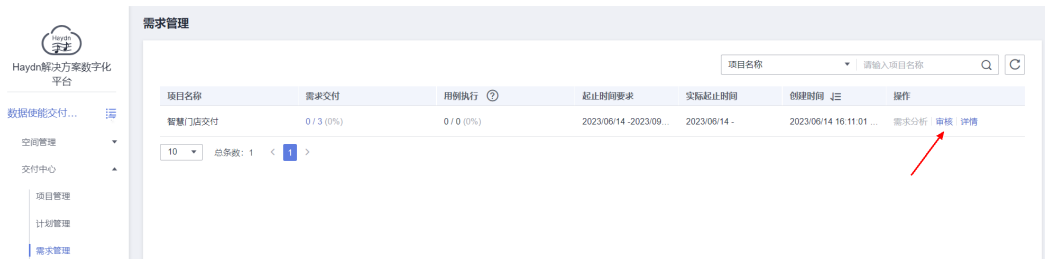 需求管理
Haydn
Haydn解决方案数字化
平台
数据使能交付...
空间管理
交付中心
项目管理
计划管理
需求管理
项目名称 请输入项目名称
项目名称 需求交付 用例执行 ? 起止时间要求 实际起止时间 创建时间 操作
智慧门店交付 0 / 3 (0%) 0 / 0 (0%) 2023/06/14 -2023/09... 2023/06/14 - 2023/06/14 16:11:01 ... 需求分析 审核 详情
10 总条数: 1 < 1 >